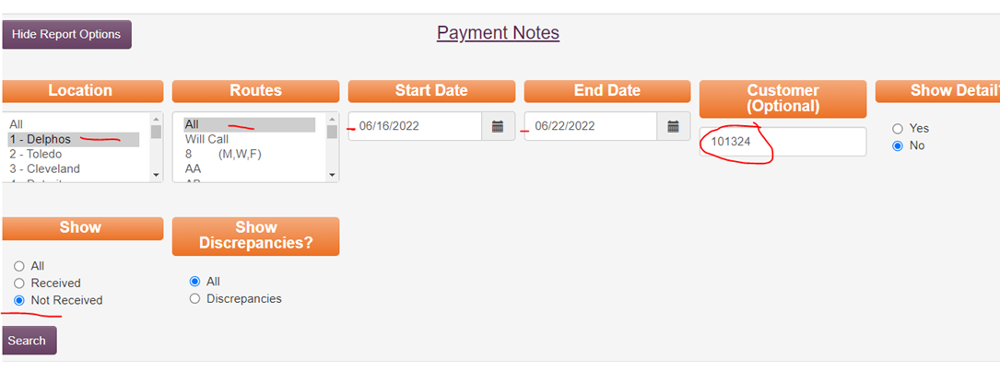 Hide Report Options
Payment Notes
Location
All
1 - Delphos
2 - Toledo
3 - Cleveland
Routes
All
Will Call
8 (M,W,F)
AA
Start Date
06/16/2022
End Date
06/22/2022
Customer
(Optional)
101324
Show Detail?
Yes
No
Show
All
Received
Not Received
Show
Discrepancies?
All
Discrepancies
Search